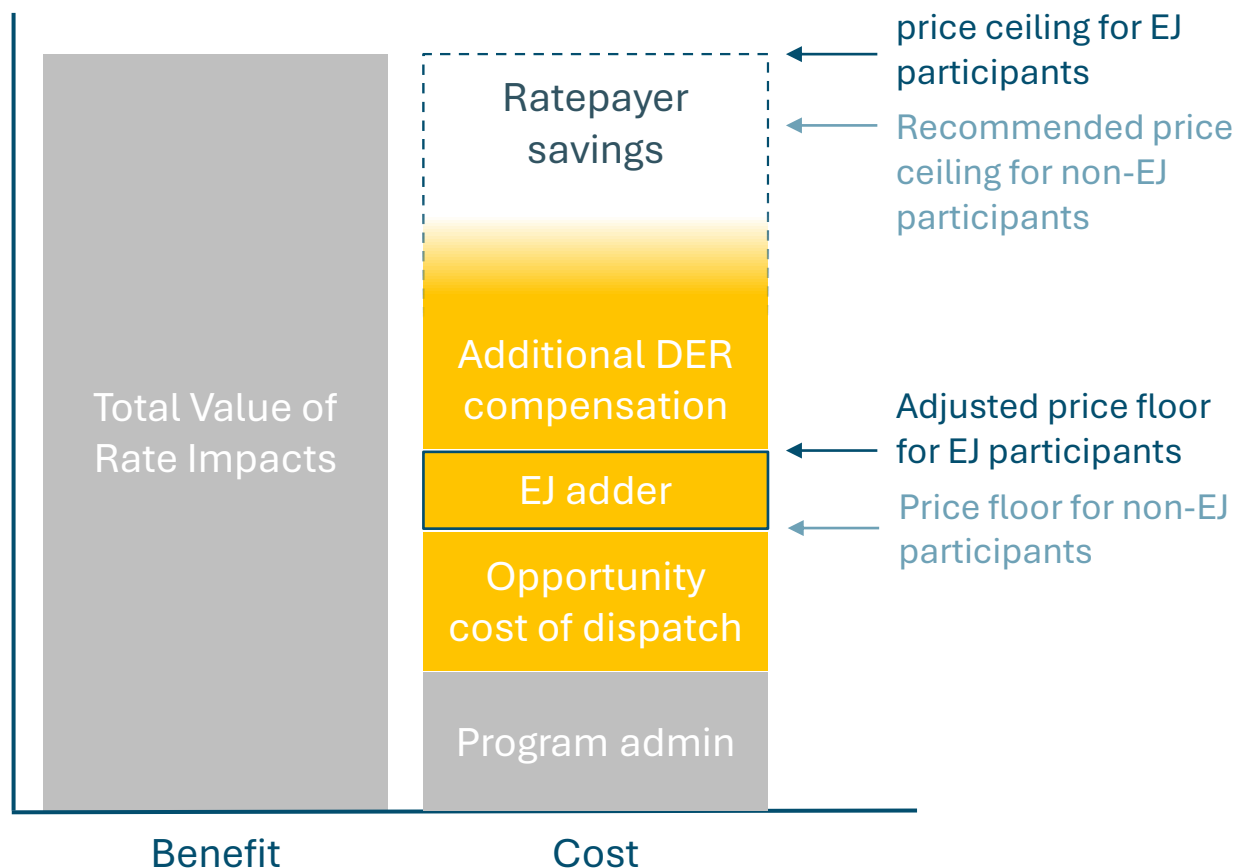 price ceiling for EJ
participants
Ratepayer
savings
Recommended price
ceiling for non-EJ
participants
Additional DER
compensation
Total Value of
Rate Impacts
Adjusted price floor
for EJ participants
EJ adder
Price floor for non-EJ
participants
Opportunity
cost of dispatch
Program admin
Benefit
Cost